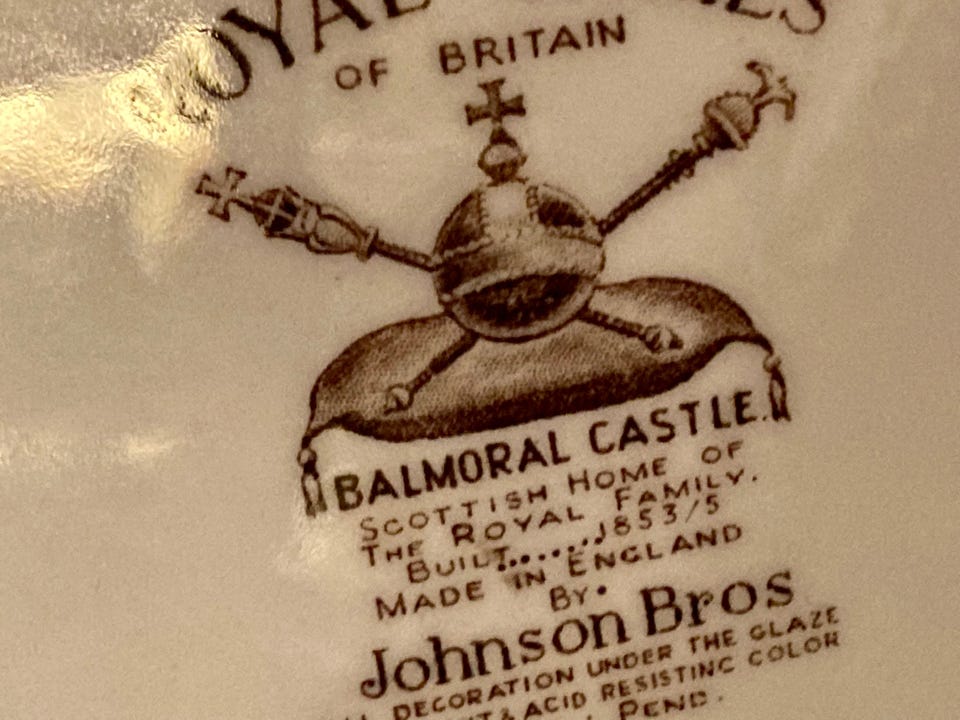 ROYAL
OF BRITAIN
BALMORAL CASTLE.
SCOTTISH HOME OF
THE ROYAL FAMILY.
BUILT.......1853/5
MADE IN ENGLAND
BY.
Johnson Bros
DECORATION UNDER THE GLAZE
& ACID RESISTING COLOR
PEND.